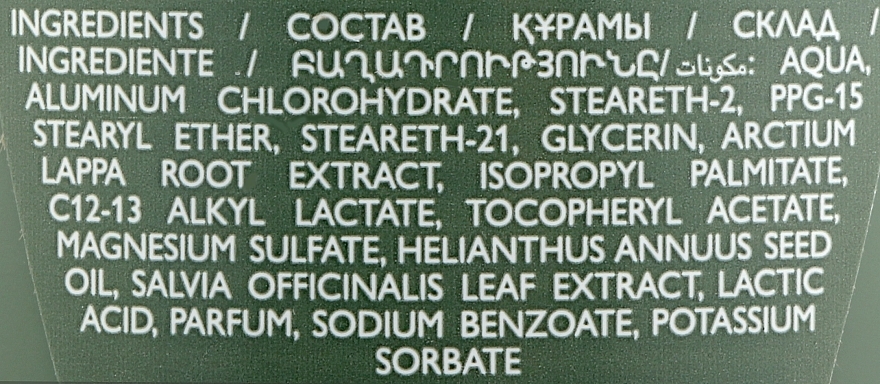 INGREDIENTS / СОСТАВ / ҚҰРАМЫ / СКЛАД /
INGREDIENTE / ԲԱՂԱԴՐՈՒԹՅՈՒՆԸ/ مكونات: AQUA,
ALUMINUM CHLOROHYDRATE, STEARETH-2, PPG-15
STEARYL ETHER, STEARETH-21, GLYCERIN, ARCTIUM
LAPPA ROOT EXTRACT, ISOPROPYL PALMITATE,
C12-13 ALKYL LACTATE, TOCOPHERYL ACETATE,
MAGNESIUM SULFATE, HELIANTHUS ANNUUS SEED
OIL, SALVIA OFFICINALIS LEAF EXTRACT, LACTIC
ACID, PARFUM, SODIUM BENZOATE, POTASSIUM
SORBATE